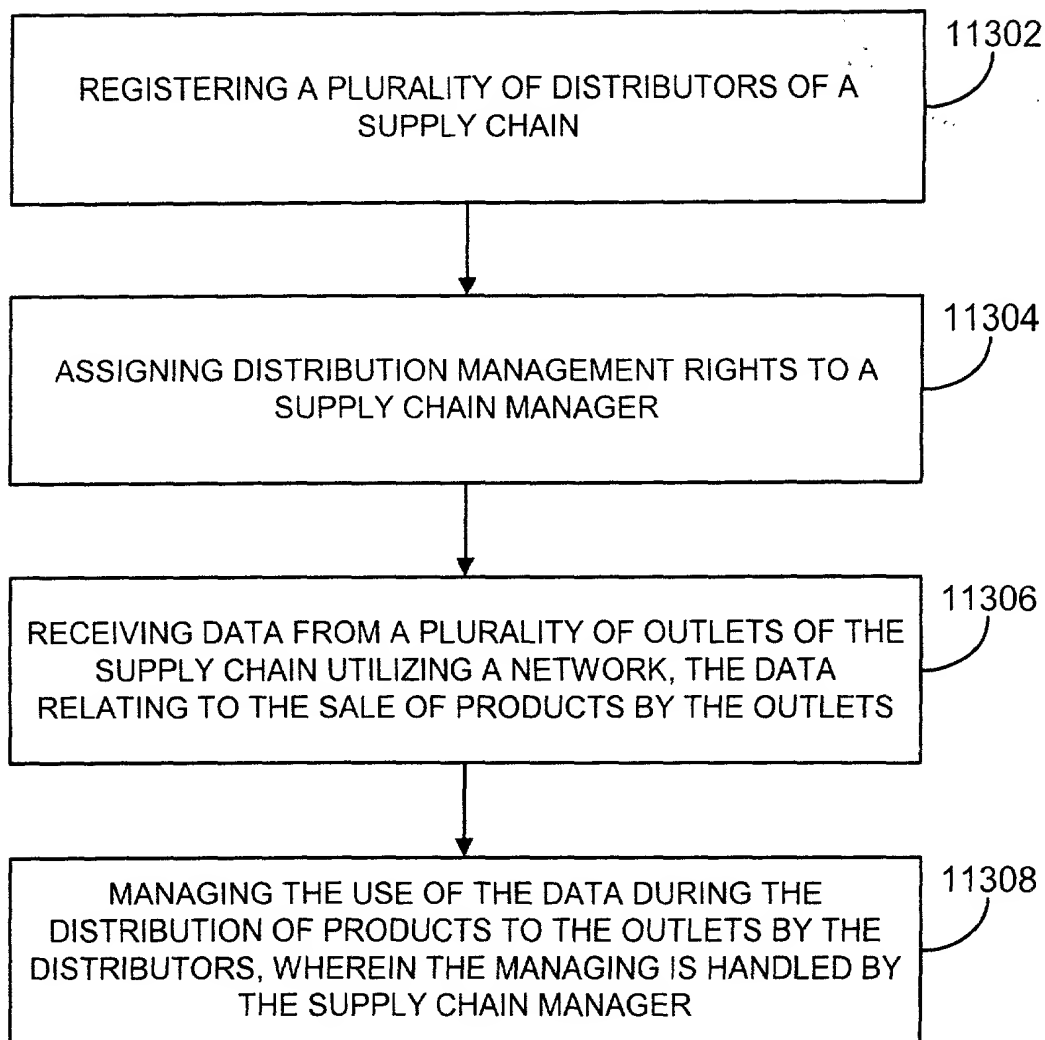 11302
REGISTERING A PLURALITY OF DISTRIBUTORS OF A
SUPPLY CHAIN
11304
ASSIGNING DISTRIBUTION MANAGEMENT RIGHTS TO A
SUPPLY CHAIN MANAGER
11306
RECEIVING DATA FROM A PLURALITY OF OUTLETS OF THE
SUPPLY CHAIN UTILIZING A NETWORK, THE DATA
RELATING TO THE SALE OF PRODUCTS BY THE OUTLETS
11308
MANAGING THE USE OF THE DATA DURING THE
DISTRIBUTION OF PRODUCTS TO THE OUTLETS BY THE
DISTRIBUTORS, WHEREIN THE MANAGING IS HANDLED BY
THE SUPPLY CHAIN MANAGER